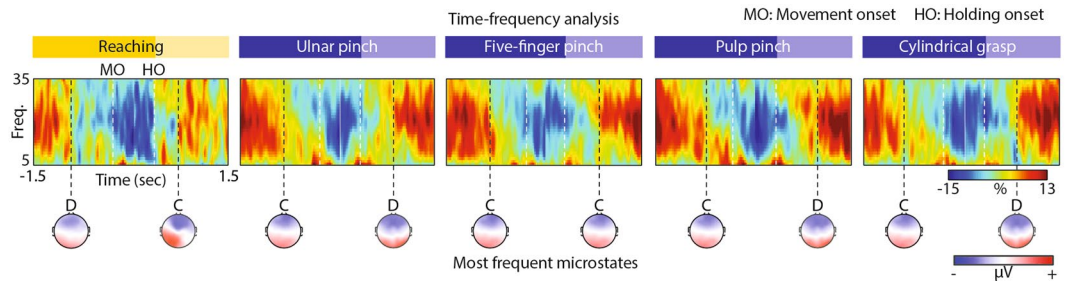 Time-frequency analysis
MO: Movement onset HO: Holding onset
Reaching Ulnar pinch Five-finger pinch Pulp pinch Cylindrical grasp
MO HO
35
Freq.
5
-1.5 Time (sec) 1.5
-15 % 13
D C C D C C C D C D
Most frequent microstates
- µV +